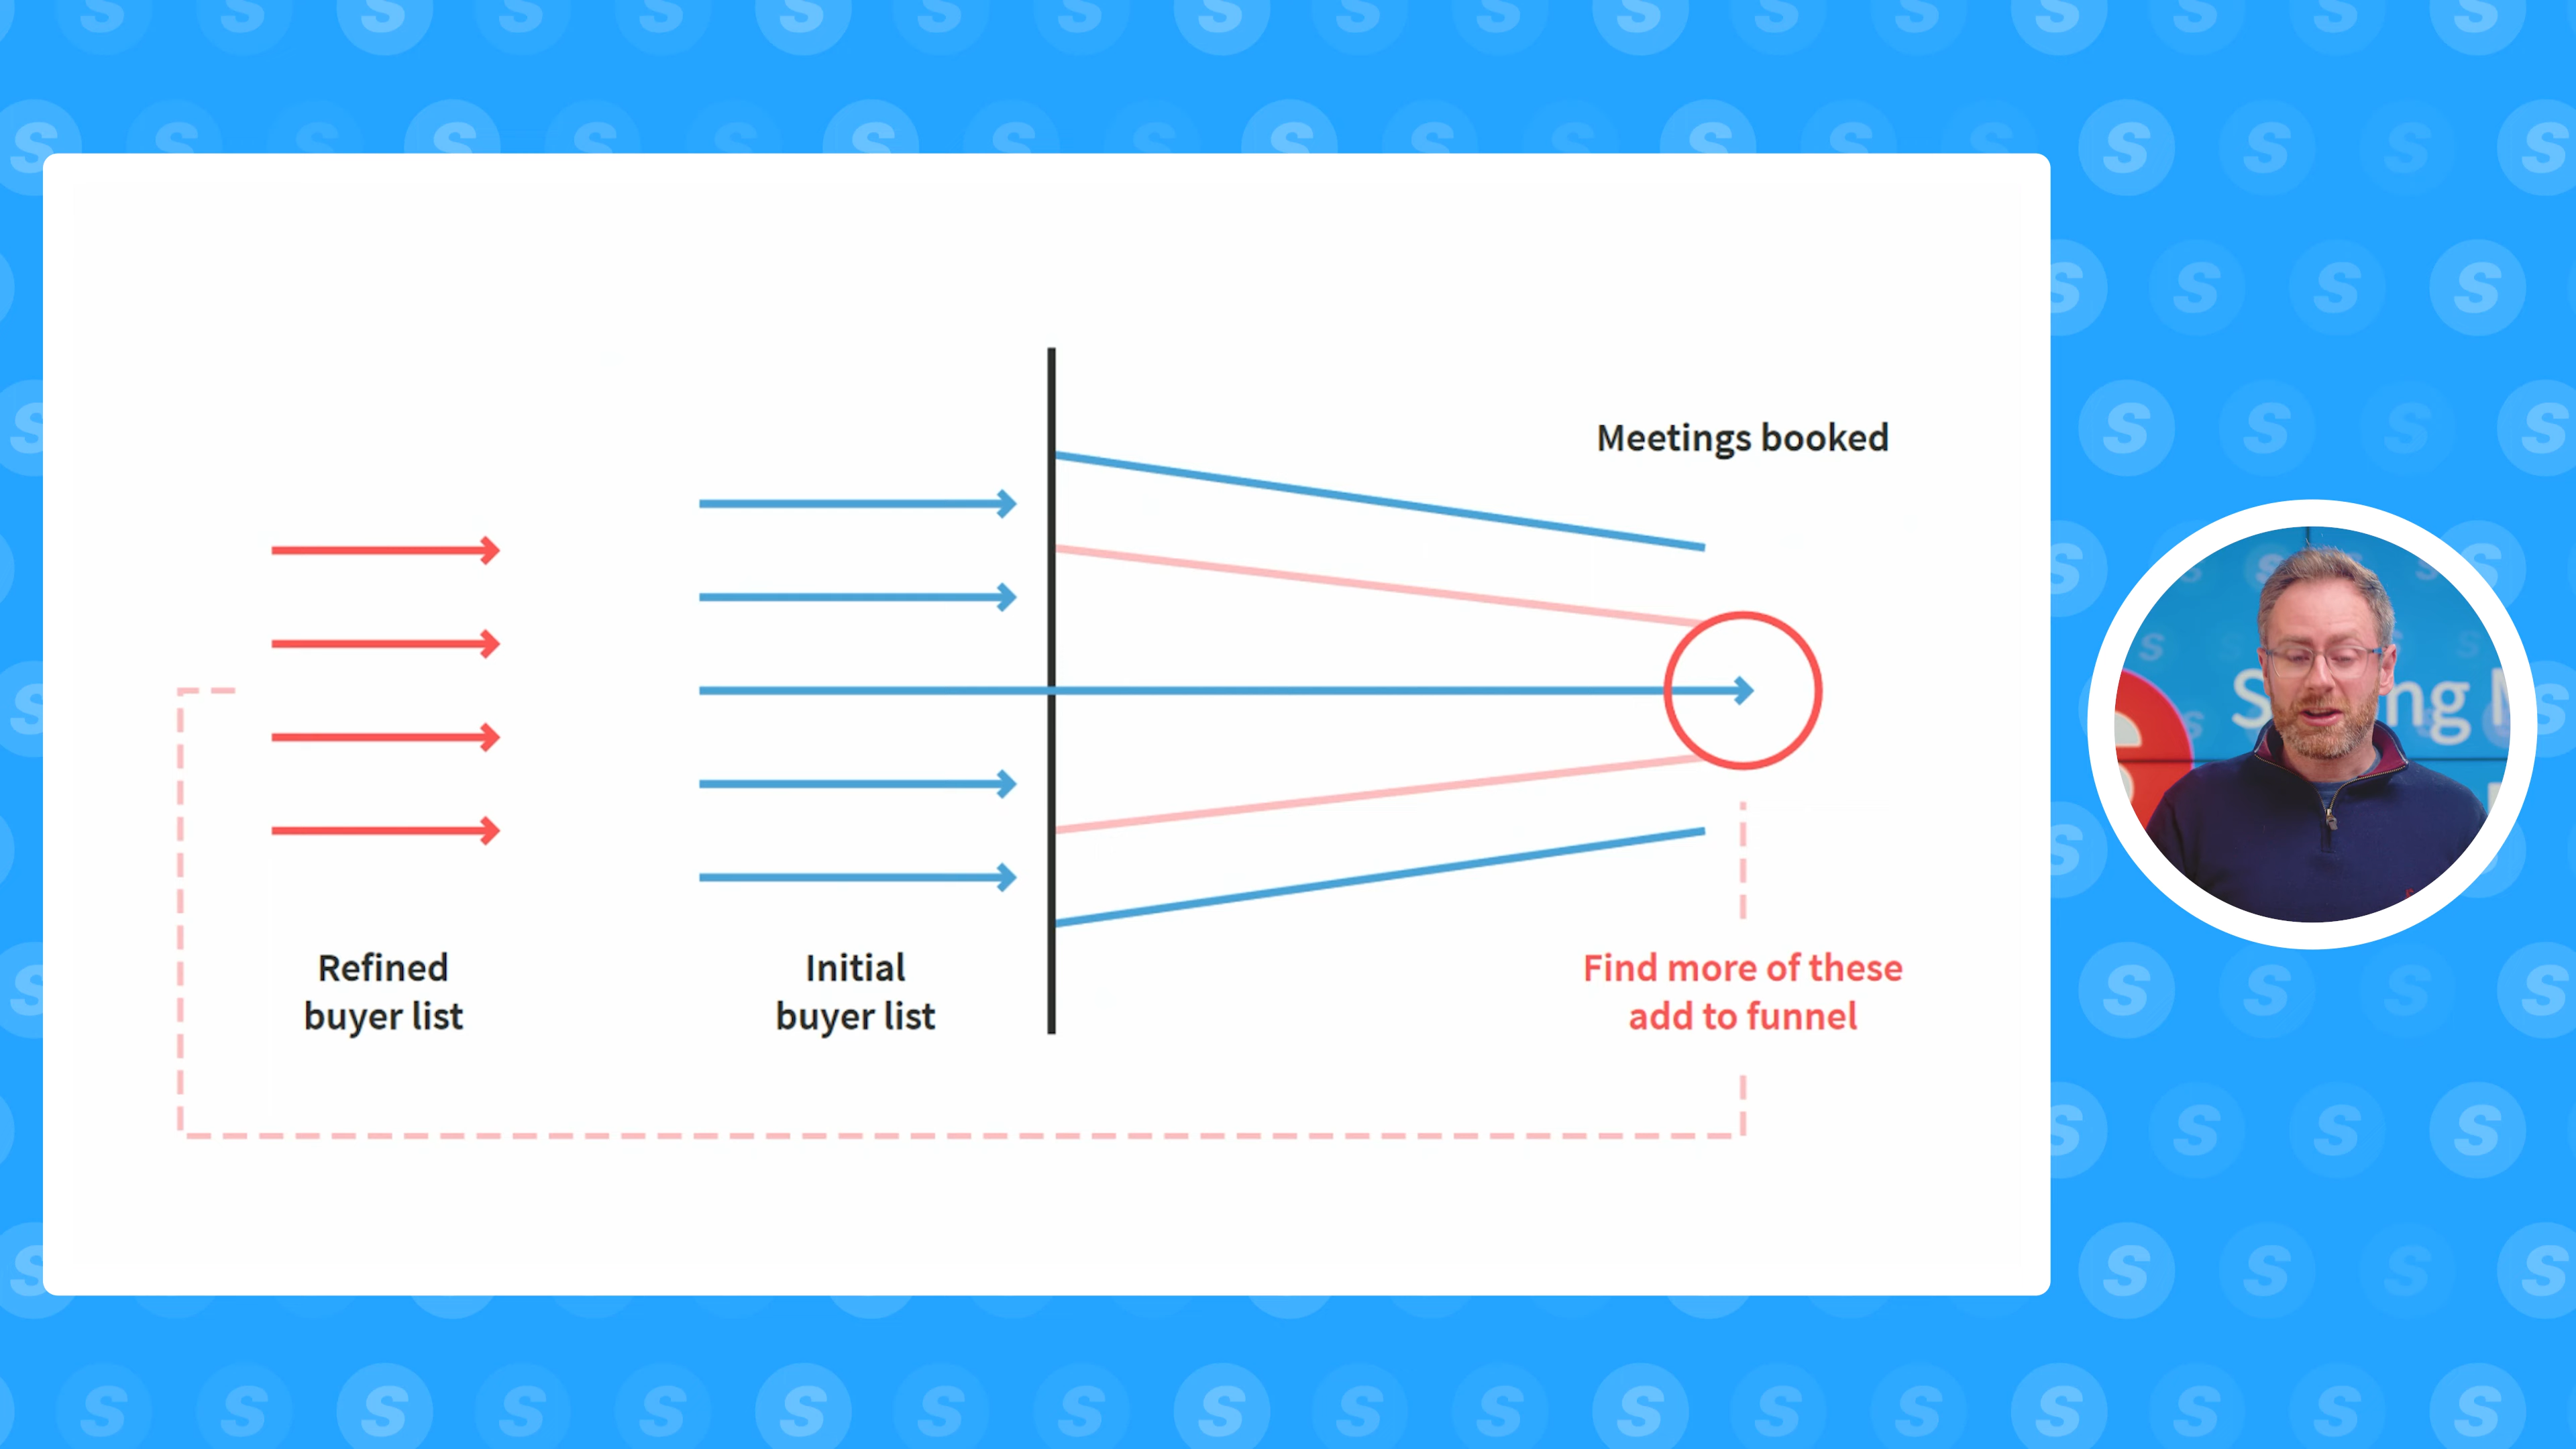 Meetings booked
Refined
buyer list
Initial
buyer list
Find more of these
add to funnel